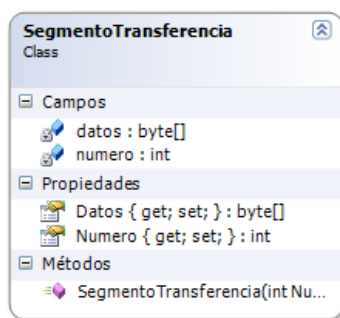 SegmentoTransferencia
Class
Campos
datos : byte[]
numero : int
Propiedades
Datos { get; set; } : byte[]
Numero { get; set; } : int
Métodos
SegmentoTransferencia(int Nu...